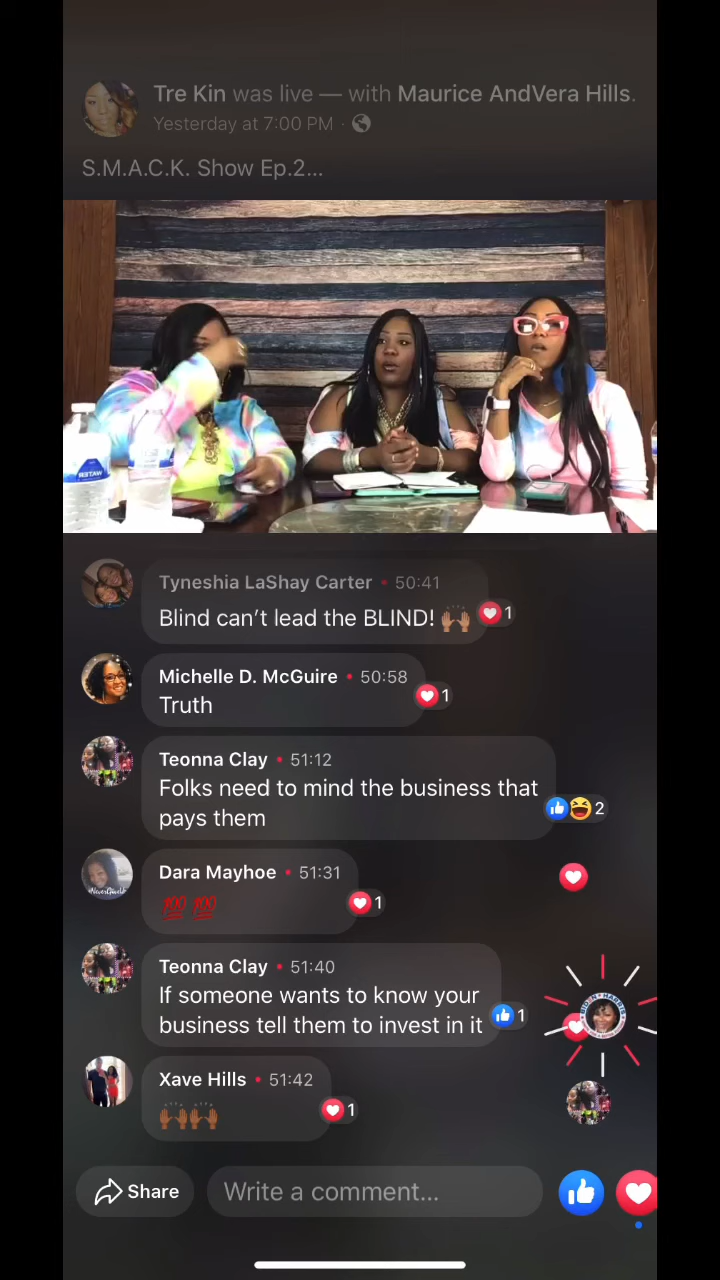 Tre Kin was live — with Maurice AndVera Hills.
Yesterday at 7:00 PM ·
S.M.A.C.K. Show Ep.2...
WATER
Tyneshia LaShay Carter • 50:41
Blind can't lead the BLIND! 🙌🏽
1
Michelle D. McGuire • 50:58
Truth
1
Teonna Clay • 51:12
Folks need to mind the business that
pays them
2
Dara Mayhoe • 51:31
💯 💯
1
Teonna Clay • 51:40
If someone wants to know your
business tell them to invest in it
1
BIDEN HARRIS
Xave Hills • 51:42
🙌🏾🙌🏾
1
Share
Write a comment...